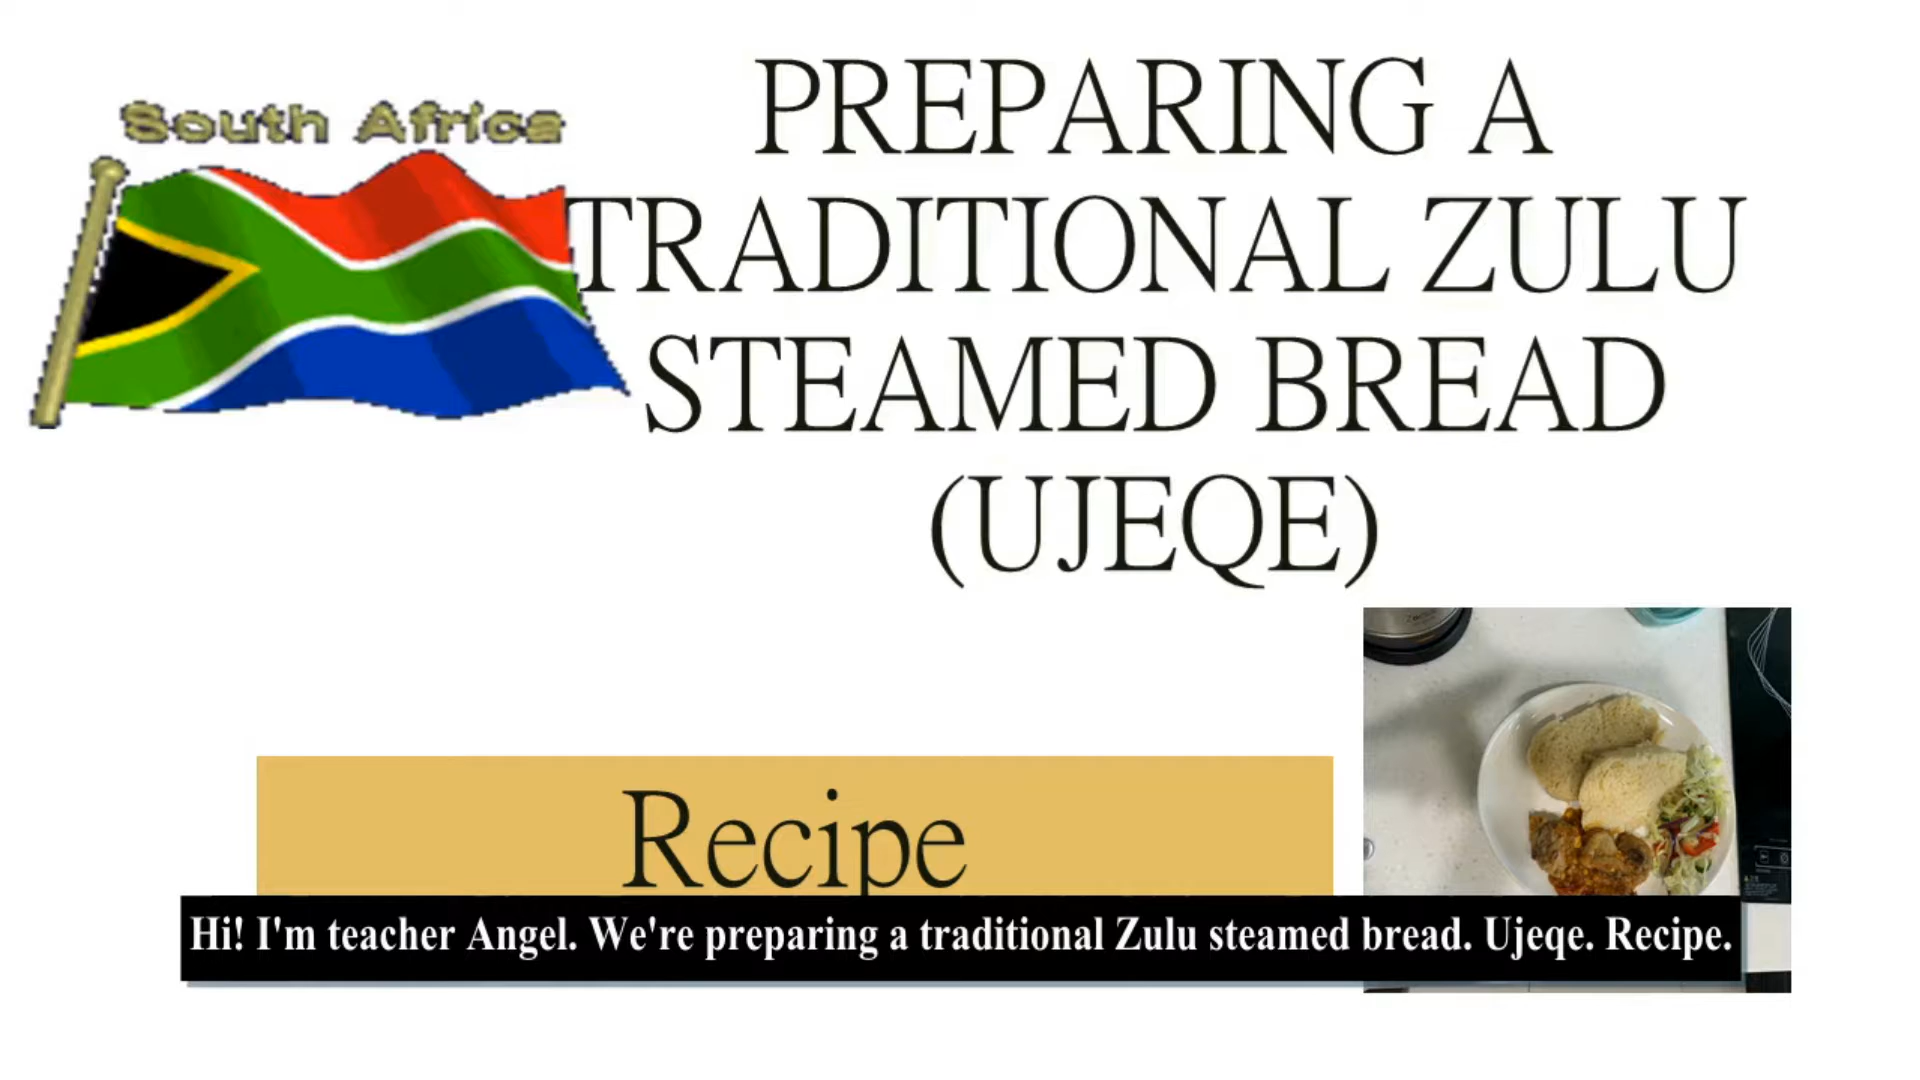 South Africa
PREPARING A
TRADITIONAL ZULU
STEAMED BREAD
(UJEQE)
Recipe
Hi! I'm teacher Angel. We're preparing a traditional Zulu steamed bread. Ujeqe. Recipe.